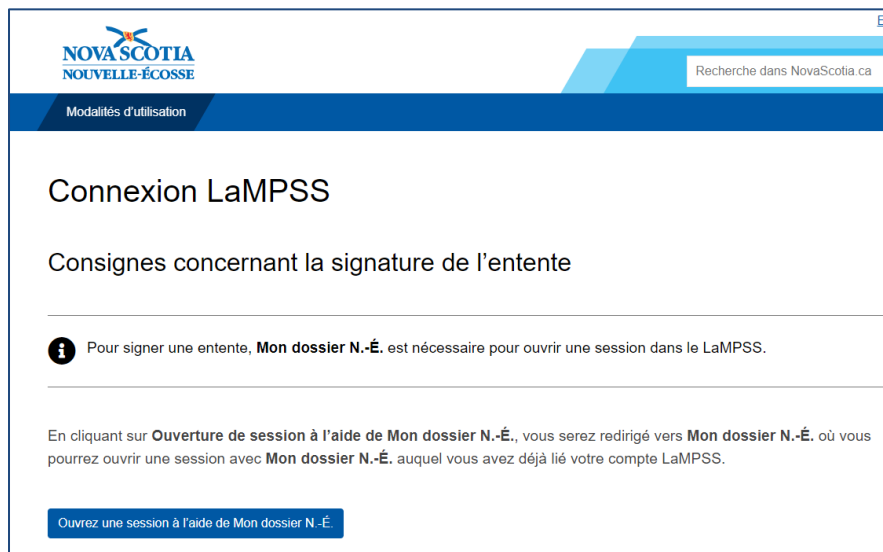 NOVA SCOTIA
NOUVELLE-ÉCOSSE
Recherche dans NovaScotia.ca
Modalités d'utilisation
Connexion LaMPSS
Consignes concernant la signature de l'entente
Pour signer une entente, Mon dossier N.-É. est nécessaire pour ouvrir une session dans le LaMPSS.
En cliquant sur Ouverture de session à l'aide de Mon dossier N.-É., vous serez redirigé vers Mon dossier N.-É. où vous
pourrez ouvrir une session avec Mon dossier N.-É. auquel vous avez déjà lié votre compte LaMPSS.
Ouvrez une session à l'aide de Mon dossier N.-É.